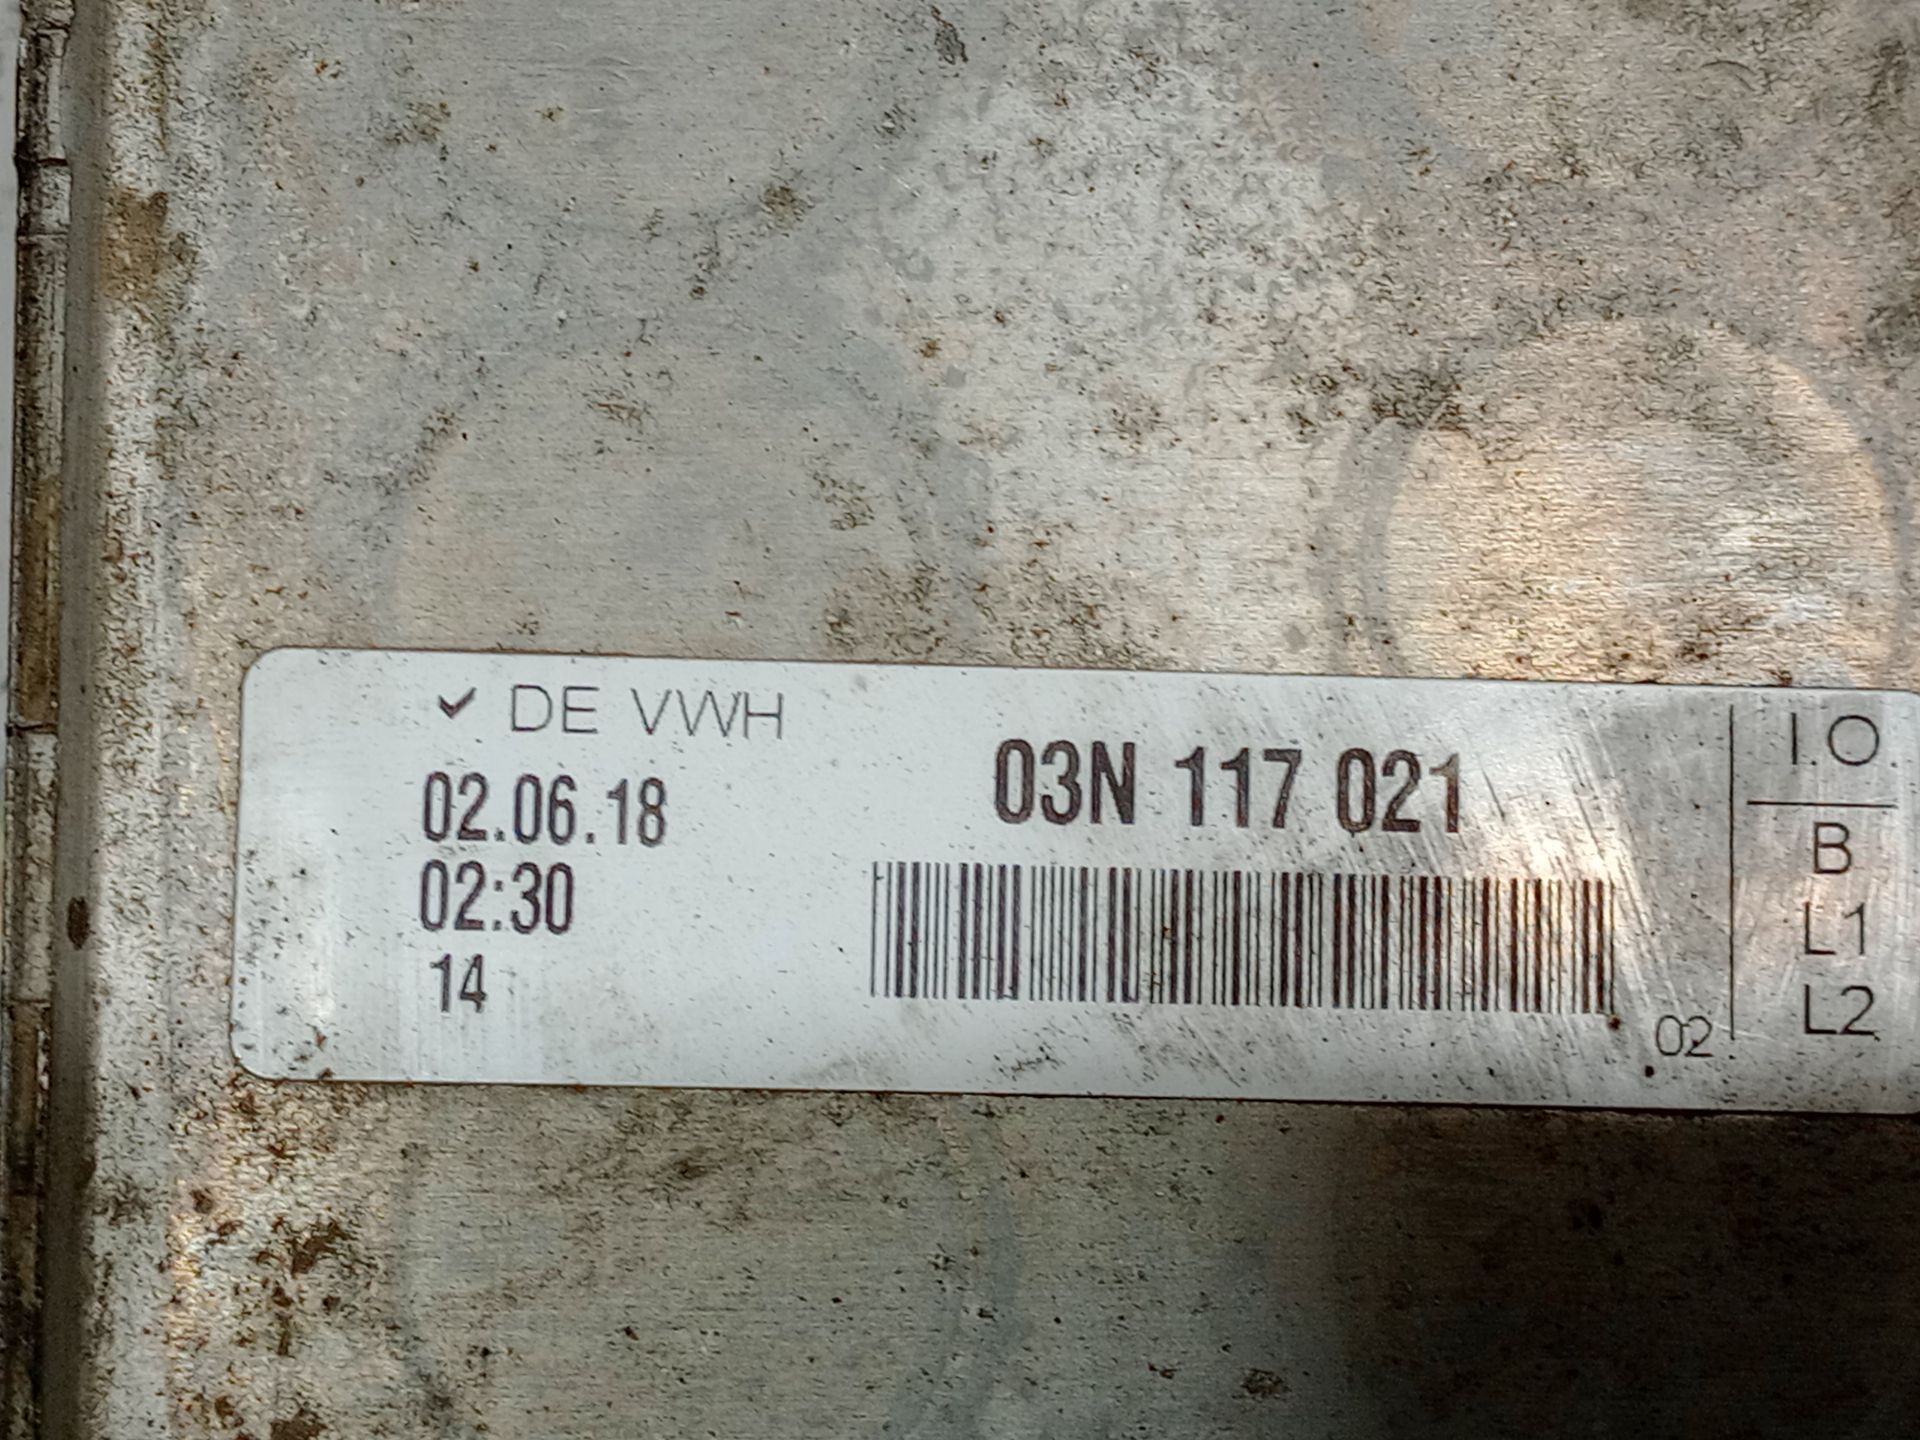 ✓ DE VWH
02.06.18
02:30
14
03N 117 021
02
I.O.
B
L1
L2